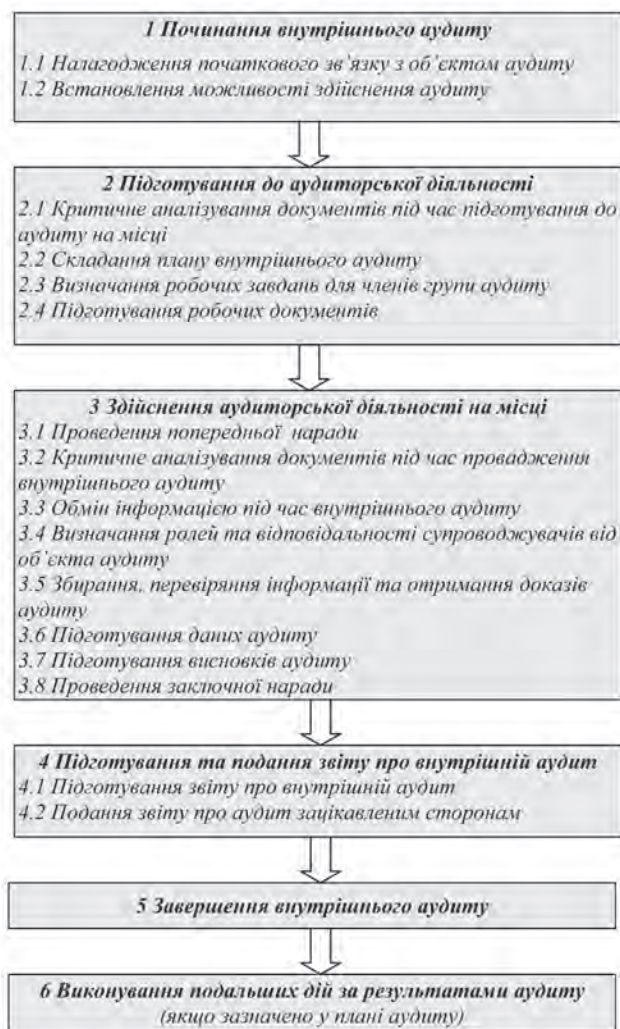 1 Починання внутрішнього аудиту
1.1 Налагодження початкового зв’язку з об’єктом аудиту
1.2 Встановлення можливості здійснення аудиту
2 Підготування до аудиторської діяльності
2.1 Критичне аналізування документів під час підготування до
аудиту на місці
2.2 Складання плану внутрішнього аудиту
2.3 Визначання робочих завдань для членів групи аудиту
2.4 Підготування робочих документів
3 Здійснення аудиторської діяльності на місці
3.1 Проведення попередньої наради
3.2 Критичне аналізування документів під час провадження
внутрішнього аудиту
3.3 Обмін інформацією під час внутрішнього аудиту
3.4 Визначання ролей та відповідальності супроводжувачів від
об’єкта аудиту
3.5 Збирання, перевіряння інформації та отримання доказів
аудиту
3.6 Підготування даних аудиту
3.7 Підготування висновків аудиту
3.8 Проведення заключної наради
4 Підготування та подання звіту про внутрішній аудит
4.1 Підготування звіту про внутрішній аудит
4.2 Подання звіту про аудит зацікавленим сторонам
5 Завершення внутрішнього аудиту
6 Виконування подальших дій за результатами аудиту
(якщо зазначено у плані аудиту)